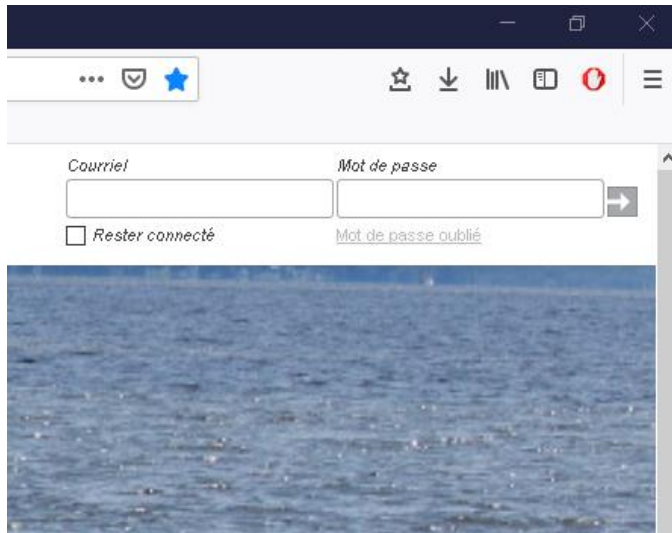 Courriel
Mot de passe
Rester connecté
Mot de passe oublié